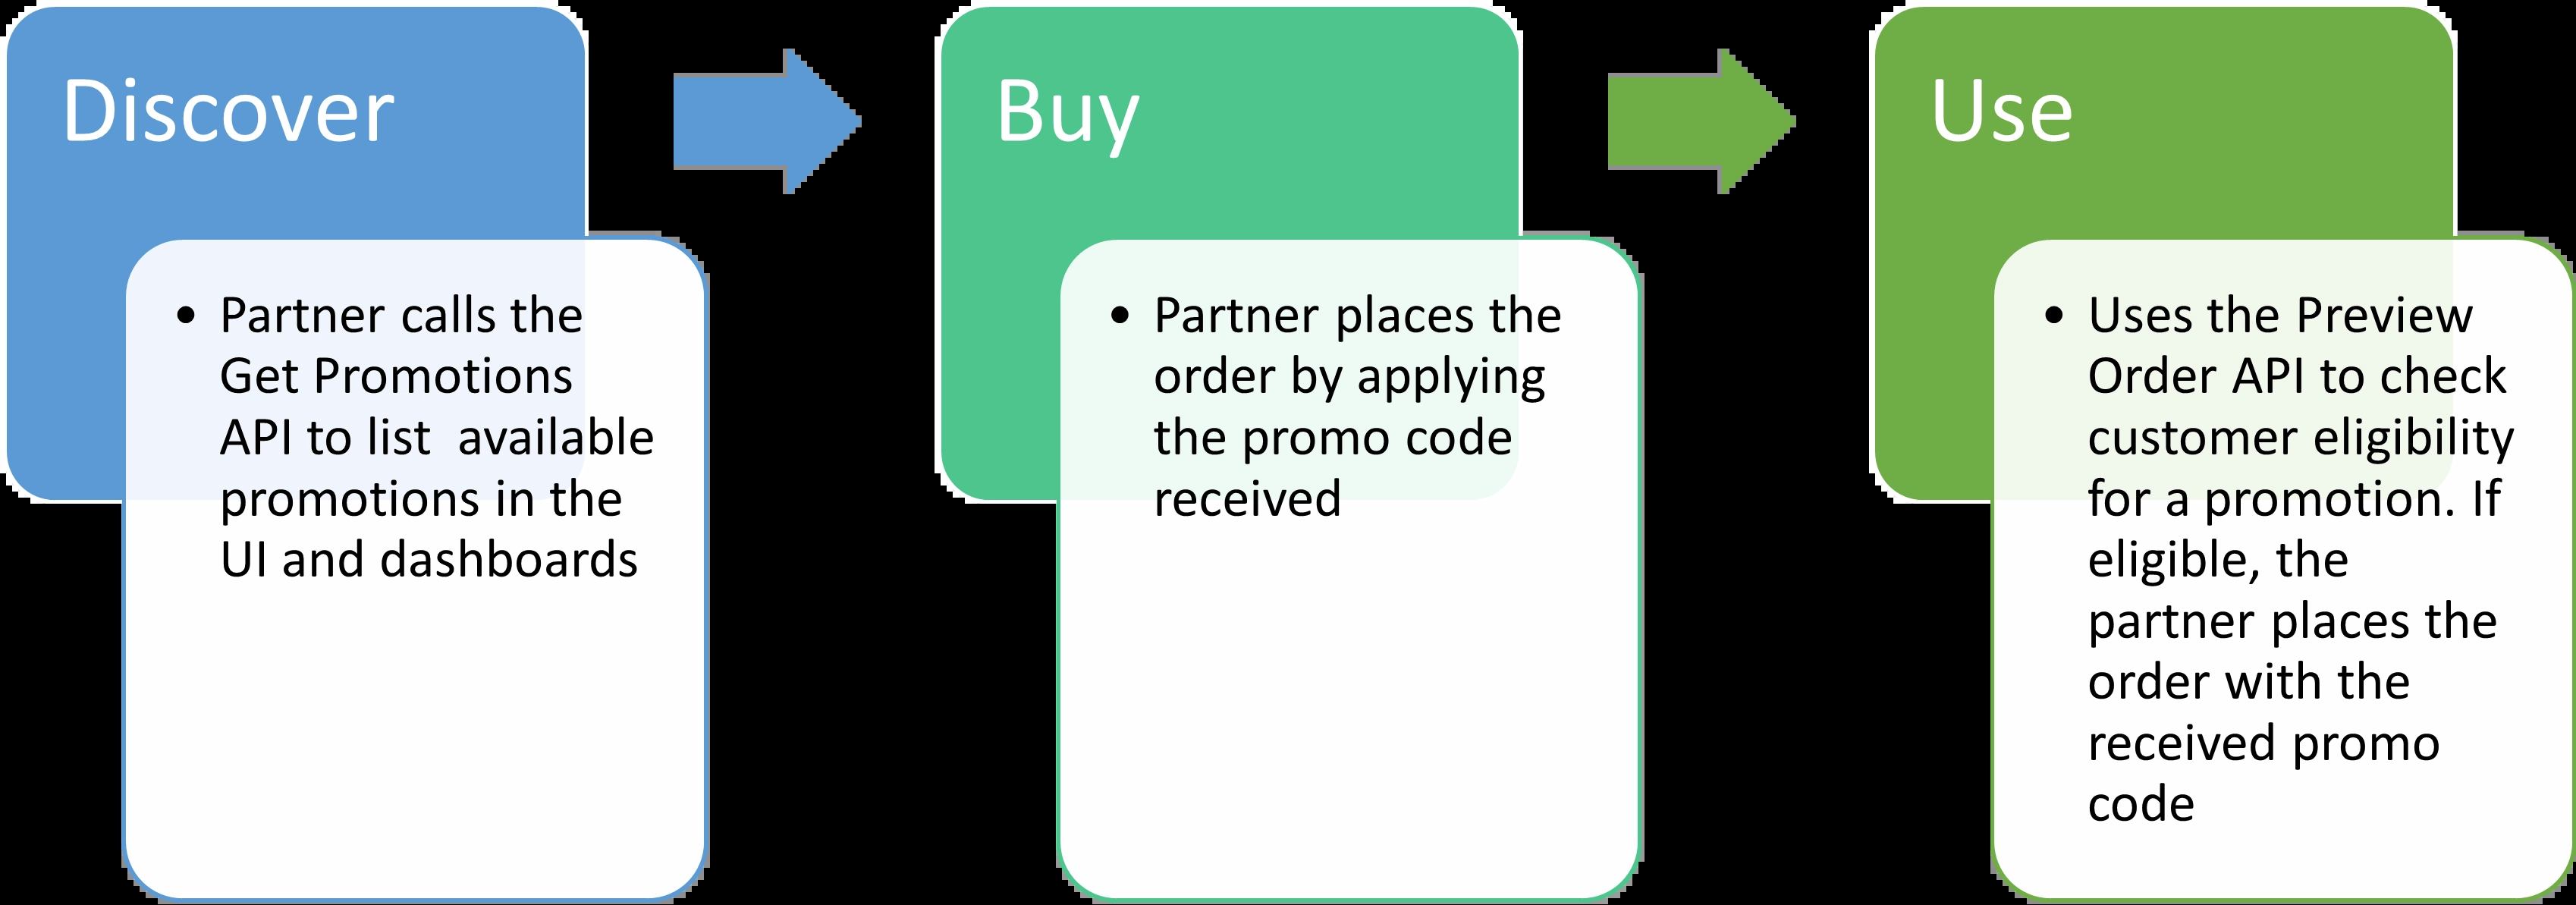 Discover
• Partner calls the
Get Promotions
API to list  available
promotions in the
UI and dashboards
Buy
• Partner places the
order by applying
the promo code
received
Use
• Uses the Preview
Order API to check
customer eligibility
for a promotion. If
eligible, the
partner places the
order with the
received promo
code